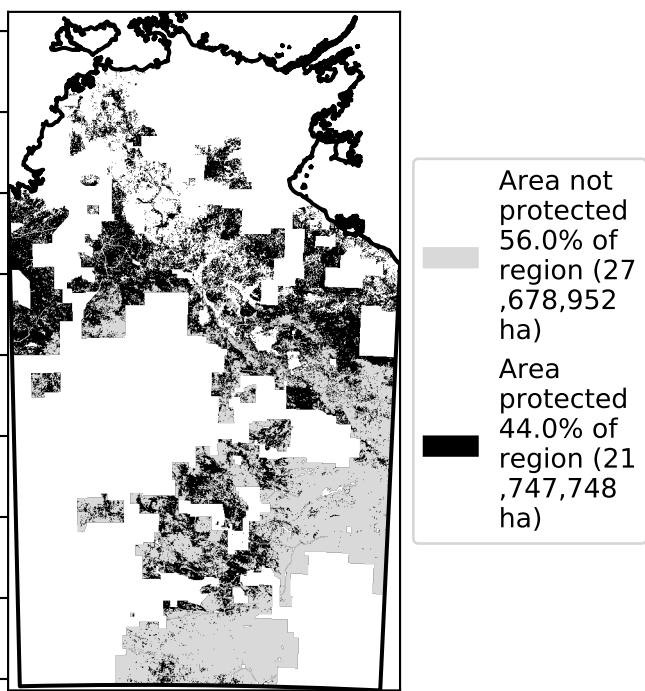 Area not
protected
56.0% of
region (27
,678,952
ha)
Area
protected
44.0% of
region (21
,747,748
ha)